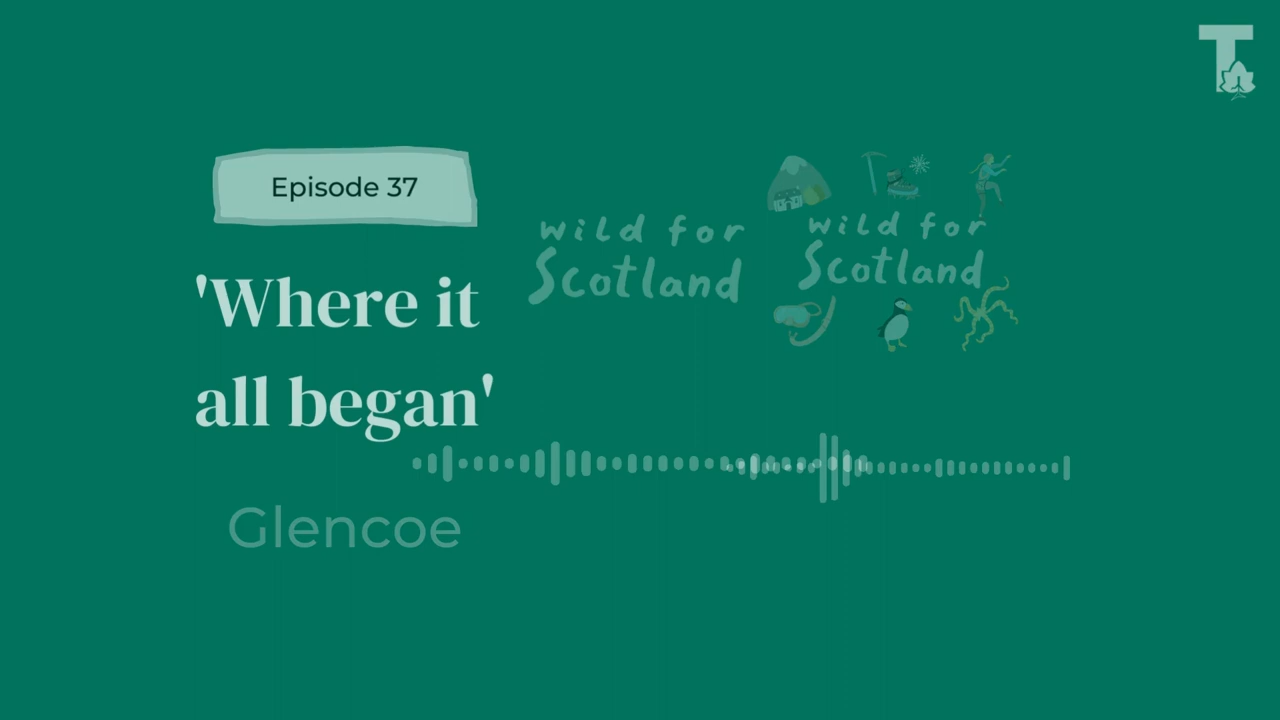 T
Episode 37
'Where it
all began'
wild for
Scotland
wild for
Scotland
Glencoe